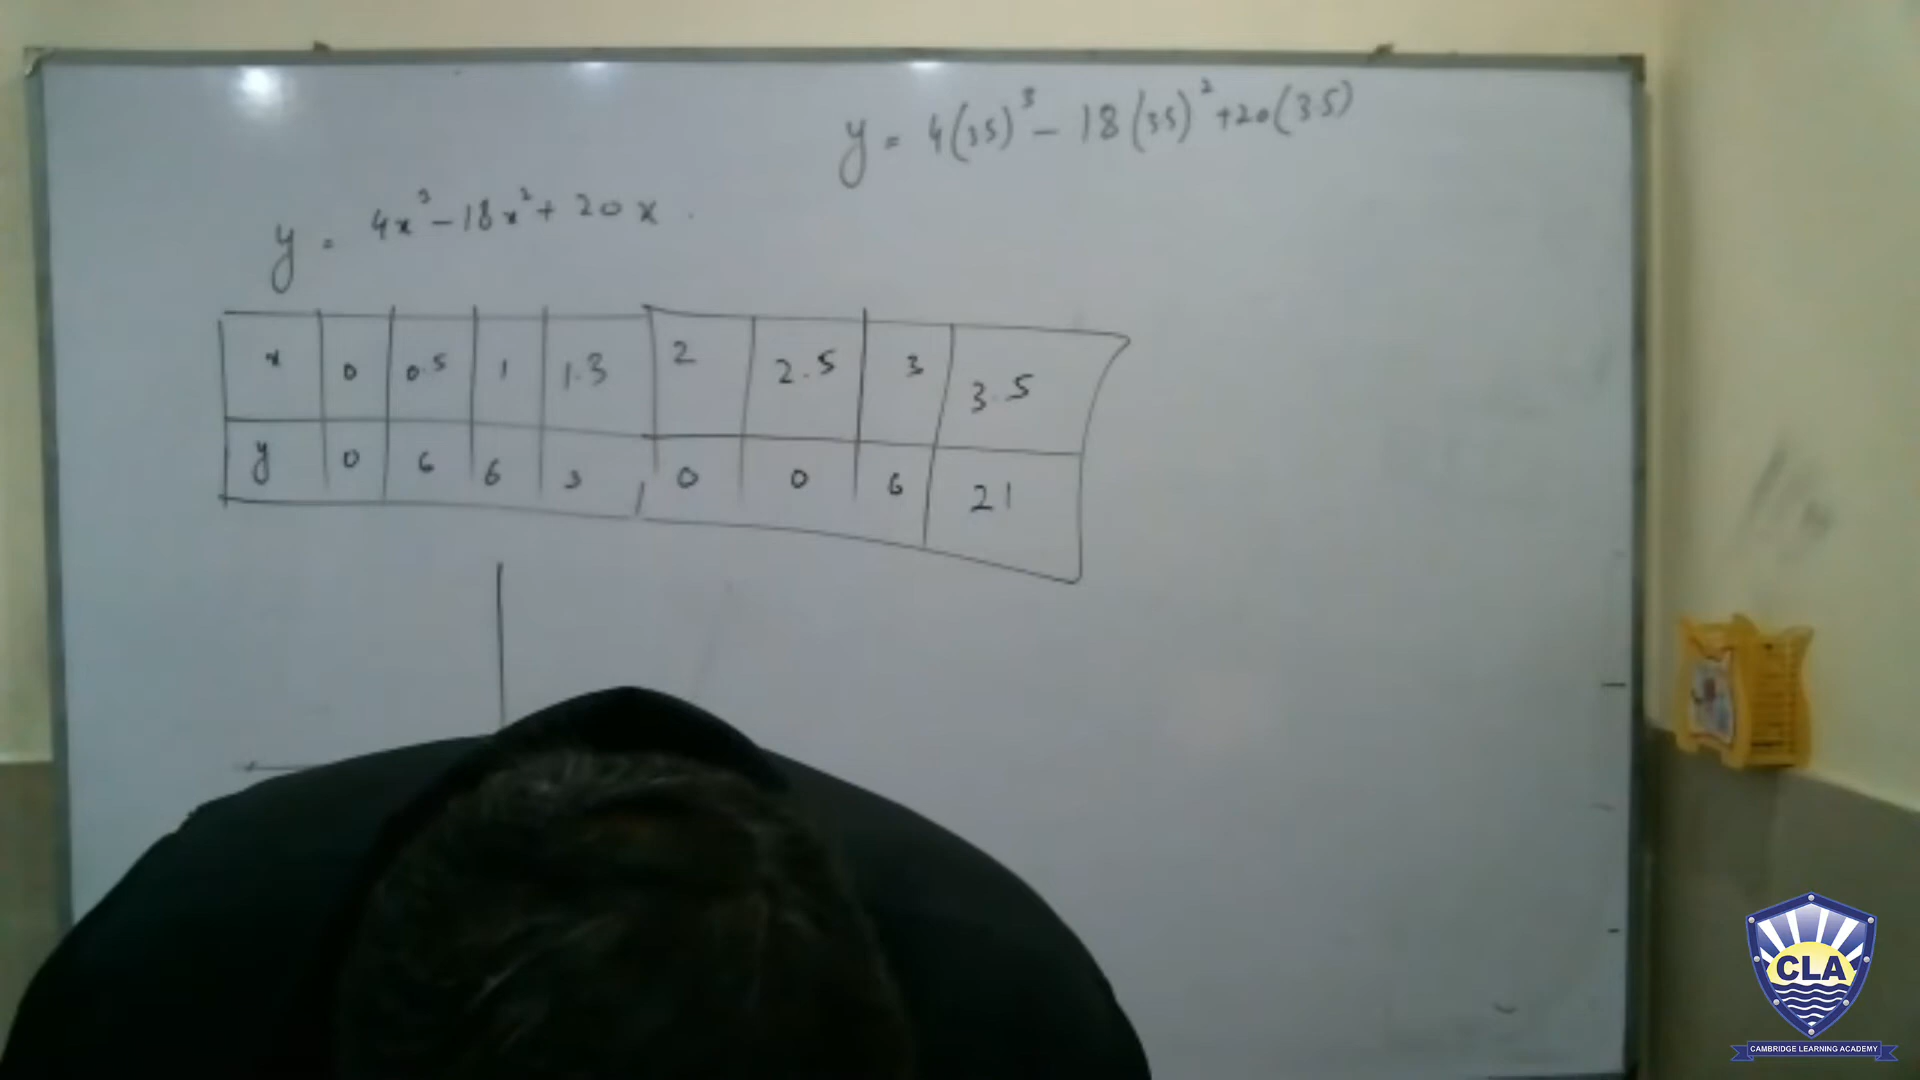 y = 4(3.5)³ - 18(3.5)² + 20(3.5)
y = 4x³ - 18x² + 20x
x 0 0.5 1 1.3 2 2.5 3 3.5
y 0 6 6 3 0 0 6 21
CLA
CAMBRIDGE LEARNING ACADEMY